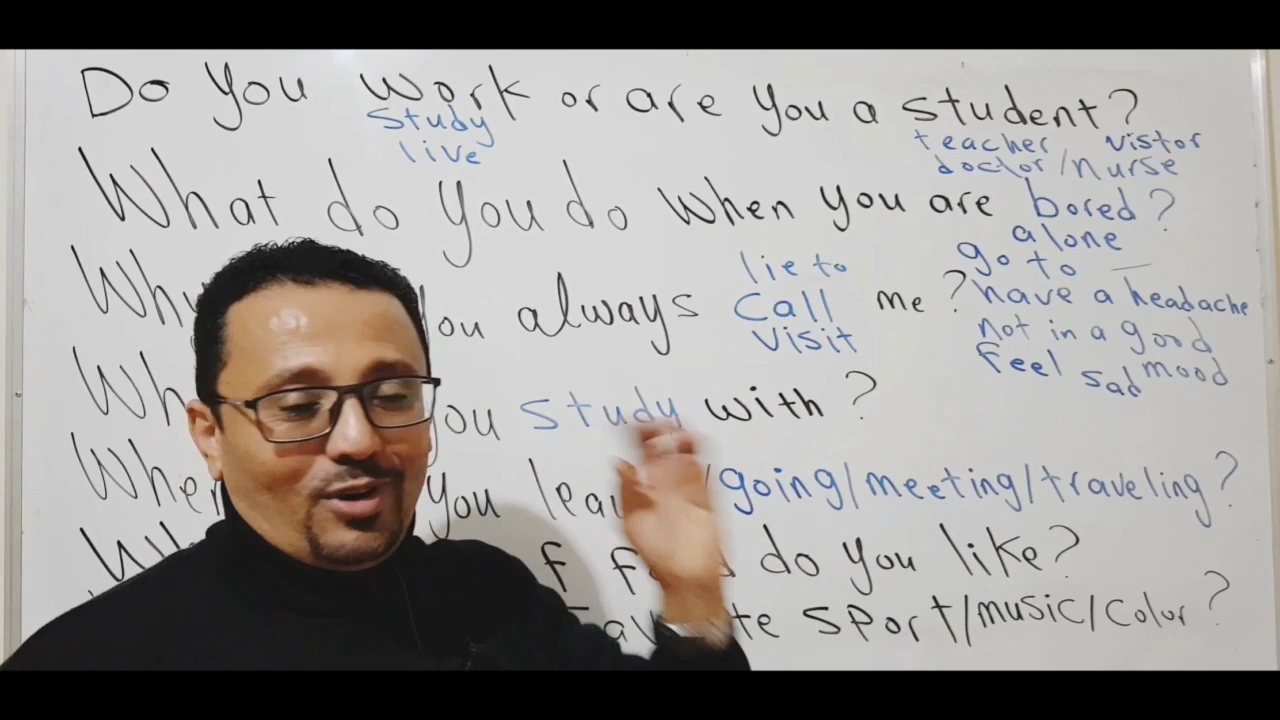 Do you work or are you a student?
study
live
teacher vistor
doctor/nurse
What do you do when you are bored?
alone
go to
lie to
you always call me? have a headache
visit
not in a good
mood
Feel sad
you study with?
you /going/meeting/traveling?
do you like?
sport/music/color?